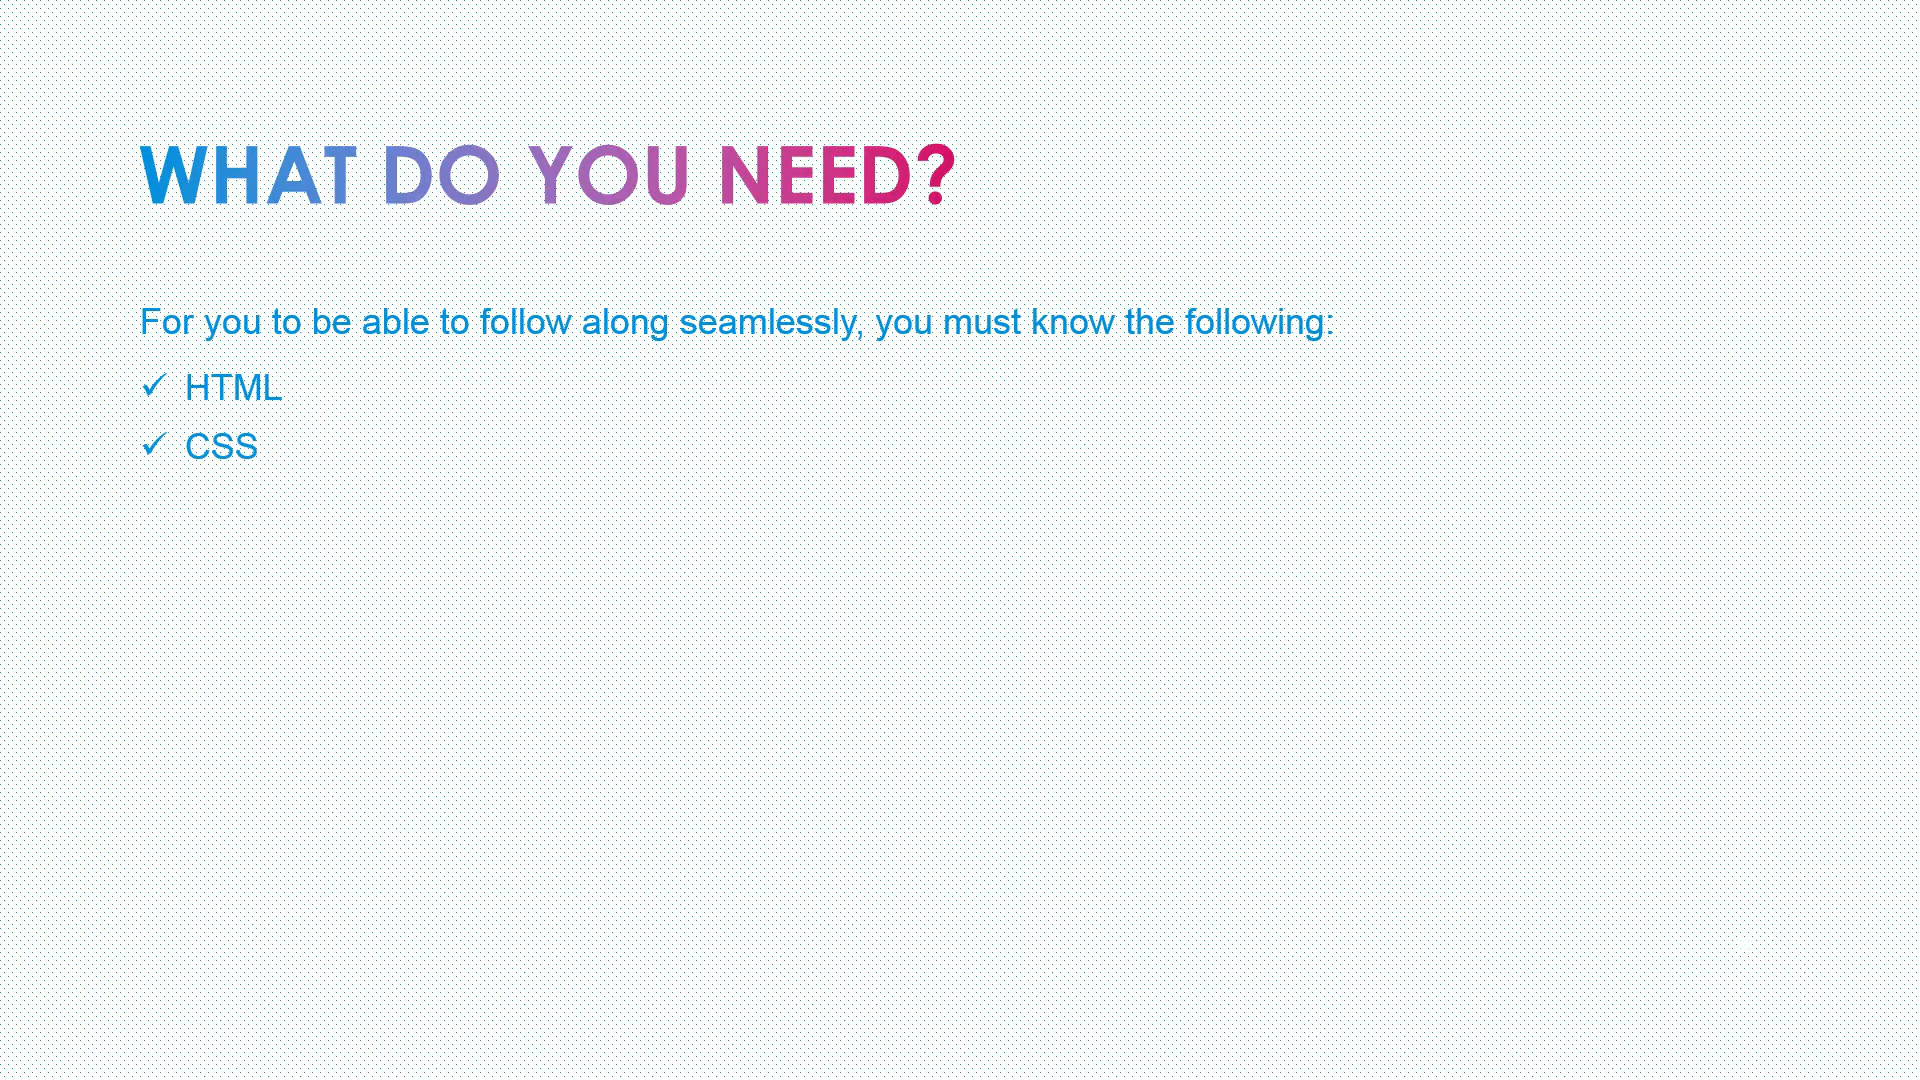 WHAT DO YOU NEED?
For you to be able to follow along seamlessly, you must know the following:
✓ HTML
✓ CSS